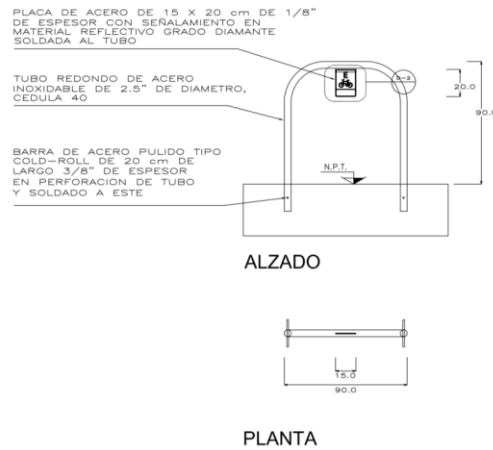 PLACA DE ACERO DE 15 X 20 cm DE 1/8"
DE ESPESOR CON SEÑALAMIENTO EN
MATERIAL REFLECTIVO GRADO DIAMANTE
SOLDADA AL TUBO
E
D-2
20.0
TUBO REDONDO DE ACERO
INOXIDABLE DE 2.5" DE DIAMETRO,
CEDULA 40
90.0
BARRA DE ACERO PULIDO TIPO
COLD-ROLL DE 20 cm DE
LARGO 3/8" DE ESPESOR
EN PERFORACION DE TUBO
Y SOLDADO A ESTE
N.P.T.
ALZADO
15.0
90.0
PLANTA